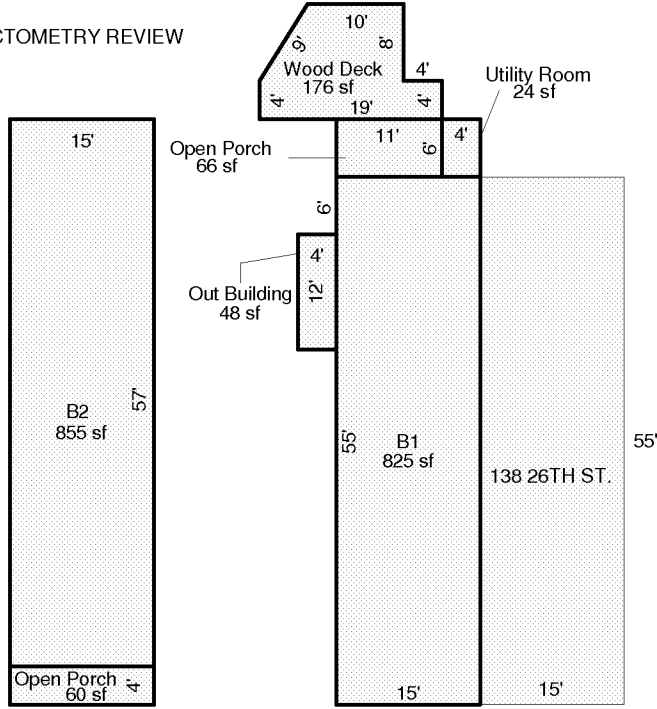 CTOMETRY REVIEW
10'
9'
8'
Wood Deck
176 sf
4'
4'
19'
4'
Utility Room
24 sf
15'
Open Porch
66 sf
11'
6'
4'
6'
4'
12'
Out Building
48 sf
57'
B2
855 sf
55'
B1
825 sf
55'
138 26TH ST.
Open Porch
60 sf
4'
15'
15'